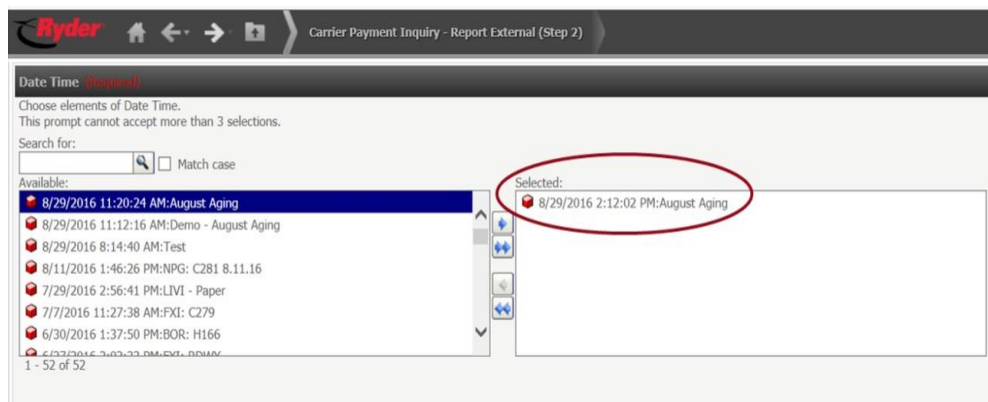 Ryder
Carrier Payment Inquiry - Report External (Step 2)
Date Time (Required)
Choose elements of Date Time.
This prompt cannot accept more than 3 selections.
Search for:
Match case
Available:
8/29/2016 11:20:24 AM:August Aging
8/29/2016 11:12:16 AM:Demo - August Aging
8/29/2016 8:14:40 AM:Test
8/11/2016 1:46:26 PM:NPG: C281 8.11.16
7/29/2016 2:56:41 PM:LIVI - Paper
7/7/2016 11:27:38 AM:FXI: C279
6/30/2016 1:37:50 PM:BOR: H166
1 - 52 of 52
Selected:
8/29/2016 2:12:02 PM:August Aging